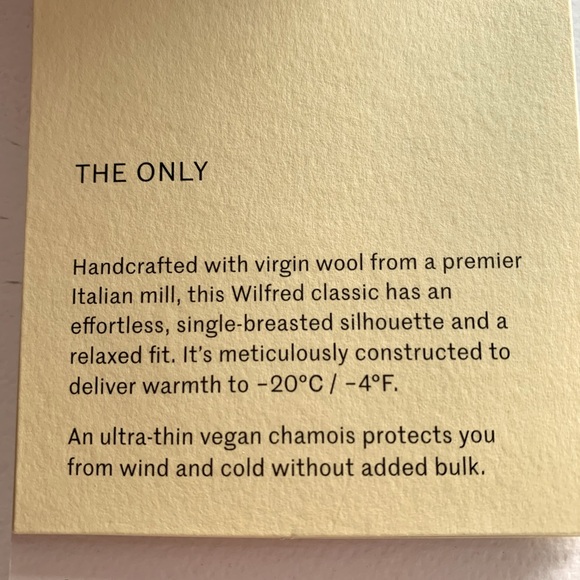 THE ONLY
Handcrafted with virgin wool from a premier
Italian mill, this Wilfred classic has an
effortless, single-breasted silhouette and a
relaxed fit. It's meticulously constructed to
deliver warmth to −20°C / −4°F.
An ultra-thin vegan chamois protects you
from wind and cold without added bulk.